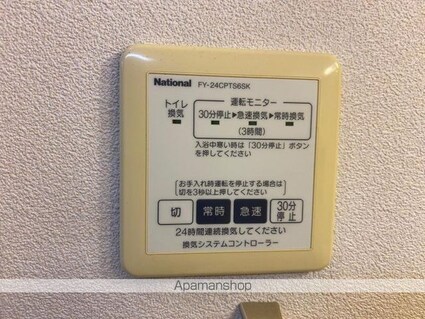 National FY-24CPTS6SK
トイレ
換気
運転モニター
30分停止▶急速換気▶常時換気
(3時間)
入浴中寒い時は「30分停止」ボタン
を押してください
お手入れ時運転を停止する場合は
切を3秒以上押してください
切 常時 急速 30分
停止
24時間連続換気してください
換気システムコントローラー
Apamanshop